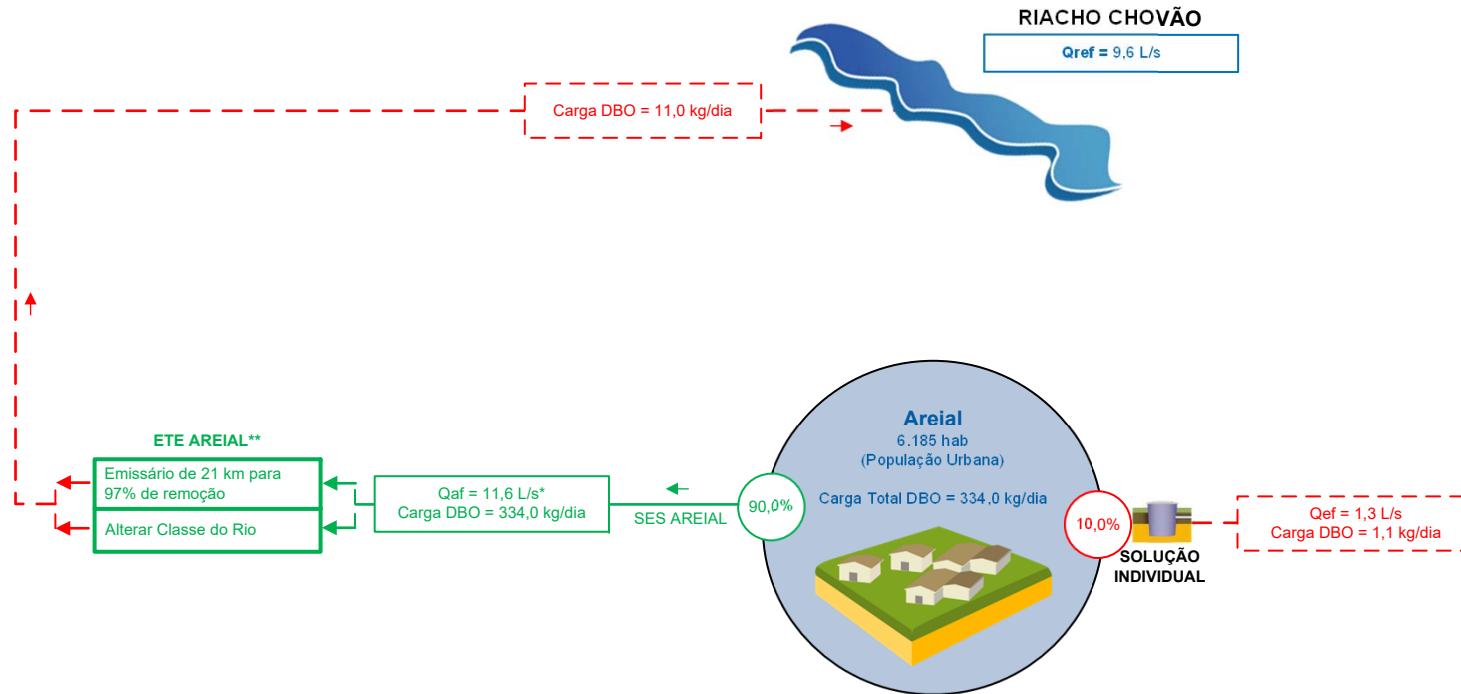 RIACHO CHOVÃO
Qref = 9,6 L/s
Carga DBO = 11,0 kg/dia
Areial
6.185 hab
(População Urbana)
Carga Total DBO = 334,0 kg/dia
ETE AREIAL**
Emissário de 21 km para
97% de remoção
Alterar Classe do Rio
Qaf = 11,6 L/s*
Carga DBO = 334,0 kg/dia
SES AREIAL
90,0%
10,0%
SOLUÇÃO
INDIVIDUAL
Qef = 1,3 L/s
Carga DBO = 1,1 kg/dia